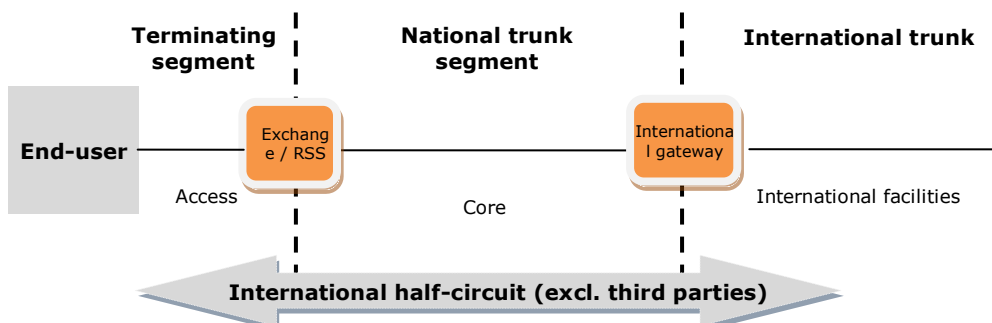 Terminating
segment
National trunk
segment
International trunk
End-user
Exchang
e / RSS
Internationa
l gateway
Access
Core
International facilities
International half-circuit (excl. third parties)